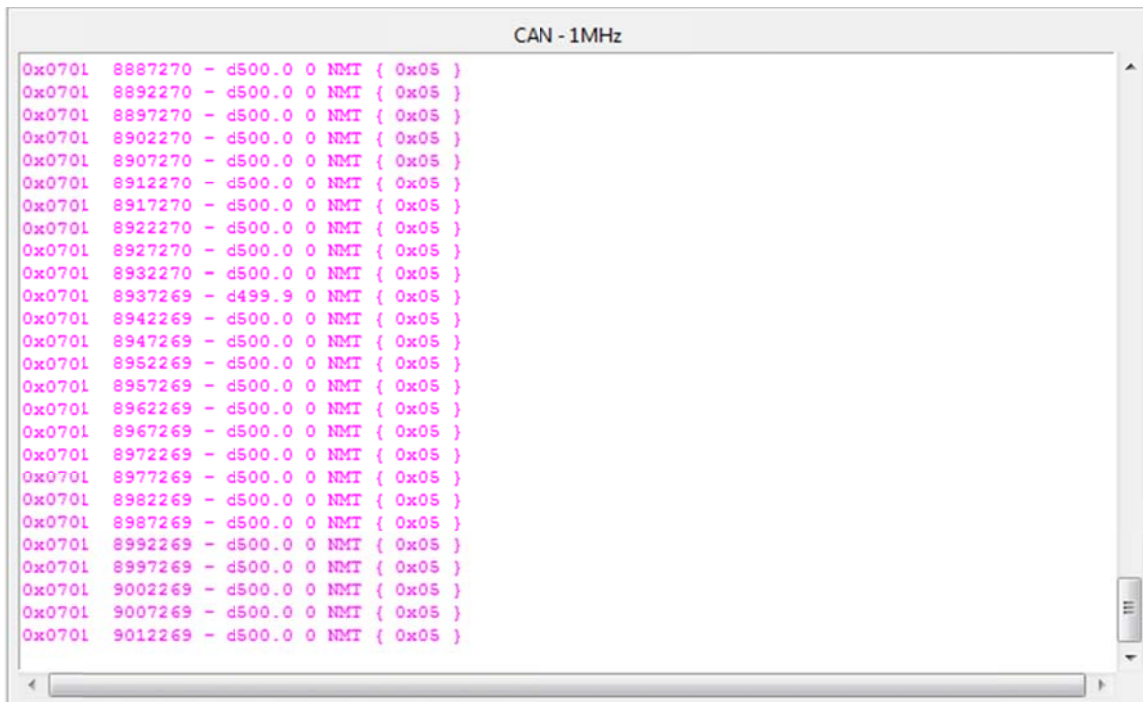 CAN - 1MHz
0x0701 8887270 - d500.0 0 NMT { 0x05 }
0x0701 8892270 - d500.0 0 NMT { 0x05 }
0x0701 8897270 - d500.0 0 NMT { 0x05 }
0x0701 8902270 - d500.0 0 NMT { 0x05 }
0x0701 8907270 - d500.0 0 NMT { 0x05 }
0x0701 8912270 - d500.0 0 NMT { 0x05 }
0x0701 8917270 - d500.0 0 NMT { 0x05 }
0x0701 8922270 - d500.0 0 NMT { 0x05 }
0x0701 8927270 - d500.0 0 NMT { 0x05 }
0x0701 8932270 - d500.0 0 NMT { 0x05 }
0x0701 8937269 - d499.9 0 NMT { 0x05 }
0x0701 8942269 - d500.0 0 NMT { 0x05 }
0x0701 8947269 - d500.0 0 NMT { 0x05 }
0x0701 8952269 - d500.0 0 NMT { 0x05 }
0x0701 8957269 - d500.0 0 NMT { 0x05 }
0x0701 8962269 - d500.0 0 NMT { 0x05 }
0x0701 8967269 - d500.0 0 NMT { 0x05 }
0x0701 8972269 - d500.0 0 NMT { 0x05 }
0x0701 8977269 - d500.0 0 NMT { 0x05 }
0x0701 8982269 - d500.0 0 NMT { 0x05 }
0x0701 8987269 - d500.0 0 NMT { 0x05 }
0x0701 8992269 - d500.0 0 NMT { 0x05 }
0x0701 8997269 - d500.0 0 NMT { 0x05 }
0x0701 9002269 - d500.0 0 NMT { 0x05 }
0x0701 9007269 - d500.0 0 NMT { 0x05 }
0x0701 9012269 - d500.0 0 NMT { 0x05 }